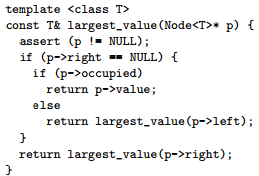 template <class T>
const T& largest_value(Node<T>* p) {
  assert (p != NULL);
  if (p->right == NULL) {
    if (p->occupied)
      return p->value;
    else
      return largest_value(p->left);
  }
  return largest_value(p->right);
}